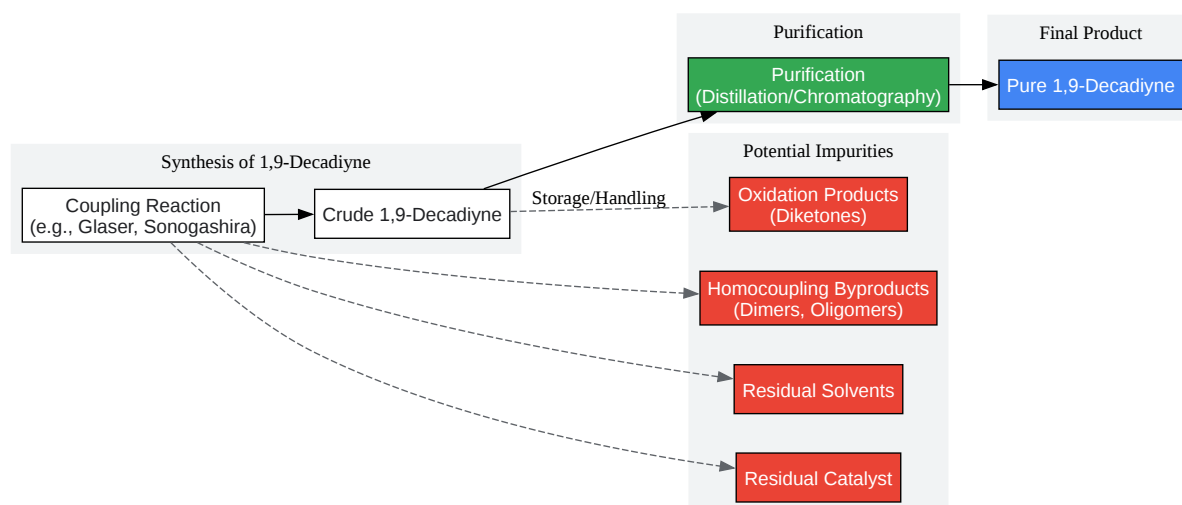 Synthesis of 1,9-Decadiyne
Coupling Reaction
(e.g., Glaser, Sonogashira)
Crude 1,9-Decadiyne
Storage/Handling
Purification
Purification
(Distillation/Chromatography)
Final Product
Pure 1,9-Decadiyne
Potential Impurities
Oxidation Products
(Diketones)
Homocoupling Byproducts
(Dimers, Oligomers)
Residual Solvents
Residual Catalyst